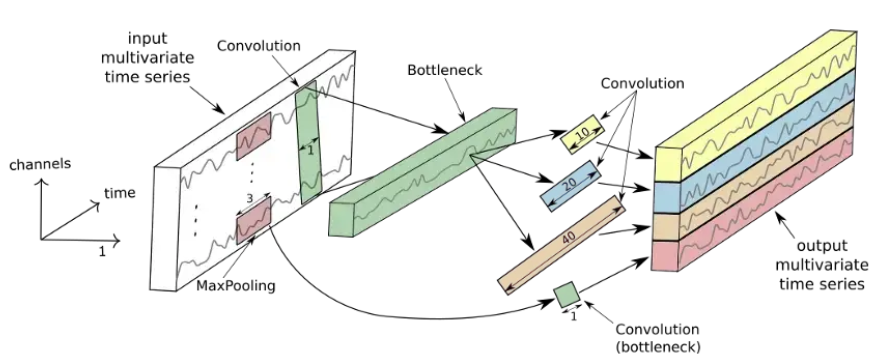 input
multivariate
time series
Convolution
Bottleneck
Convolution
channels
time
1
1
3
MaxPooling
10
20
40
1
Convolution
(bottleneck)
output
multivariate
time series